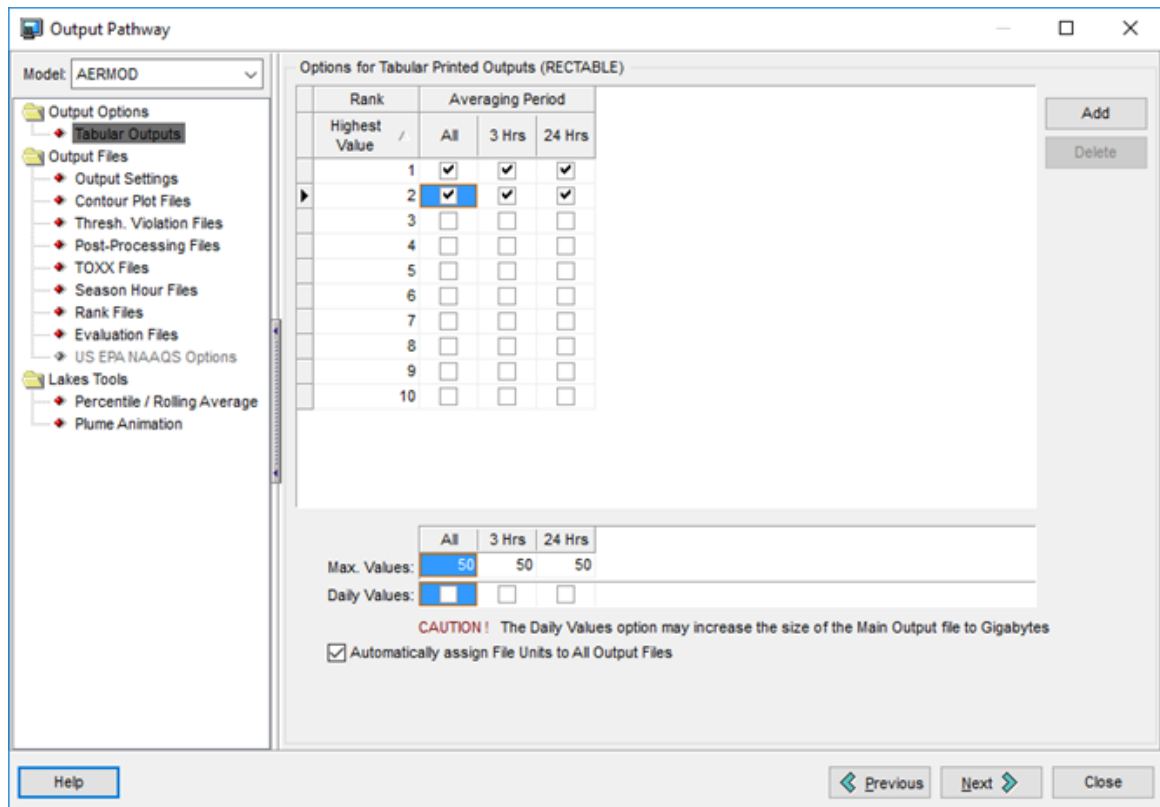 Output Pathway
Model: AERMOD
Output Options
Tabular Outputs
Output Files
Output Settings
Contour Plot Files
Thresh. Violation Files
Post-Processing Files
TOXX Files
Season Hour Files
Rank Files
Evaluation Files
US EPA NAAQS Options
Lakes Tools
Percentile / Rolling Average
Plume Animation
Options for Tabular Printed Outputs (RECTABLE)
Rank Averaging Period
Highest Value All 3 Hrs 24 Hrs
1
2
3
4
5
6
7
8
9
10
Add
Delete
All 3 Hrs 24 Hrs
Max. Values: 50 50 50
Daily Values:
CAUTION ! The Daily Values option may increase the size of the Main Output file to Gigabytes
Automatically assign File Units to All Output Files
Help
Previous
Next
Close